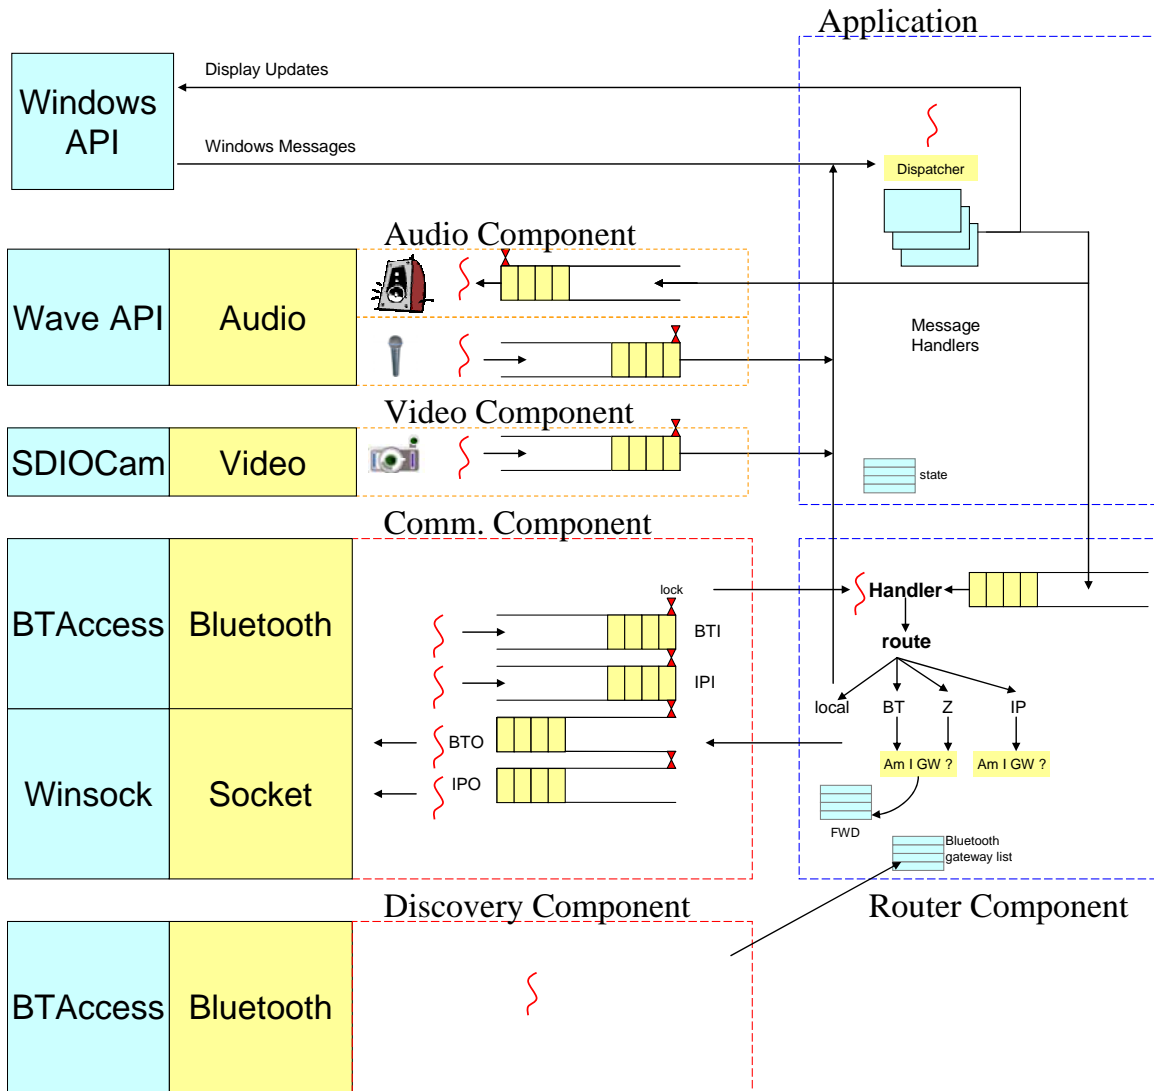 Application
Display Updates
Windows
API
Windows Messages
Dispatcher
Audio Component
Wave API
Audio
Message
Handlers
Video Component
SDIOCam
Video
state
Comm. Component
BTAccess
Bluetooth
lock
BTI
IPI
BTO
IPO
Handler
route
local
BT
Z
IP
Am I GW ?
Am I GW ?
Winsock
Socket
FWD
Bluetooth
gateway list
Discovery Component
Router Component
BTAccess
Bluetooth